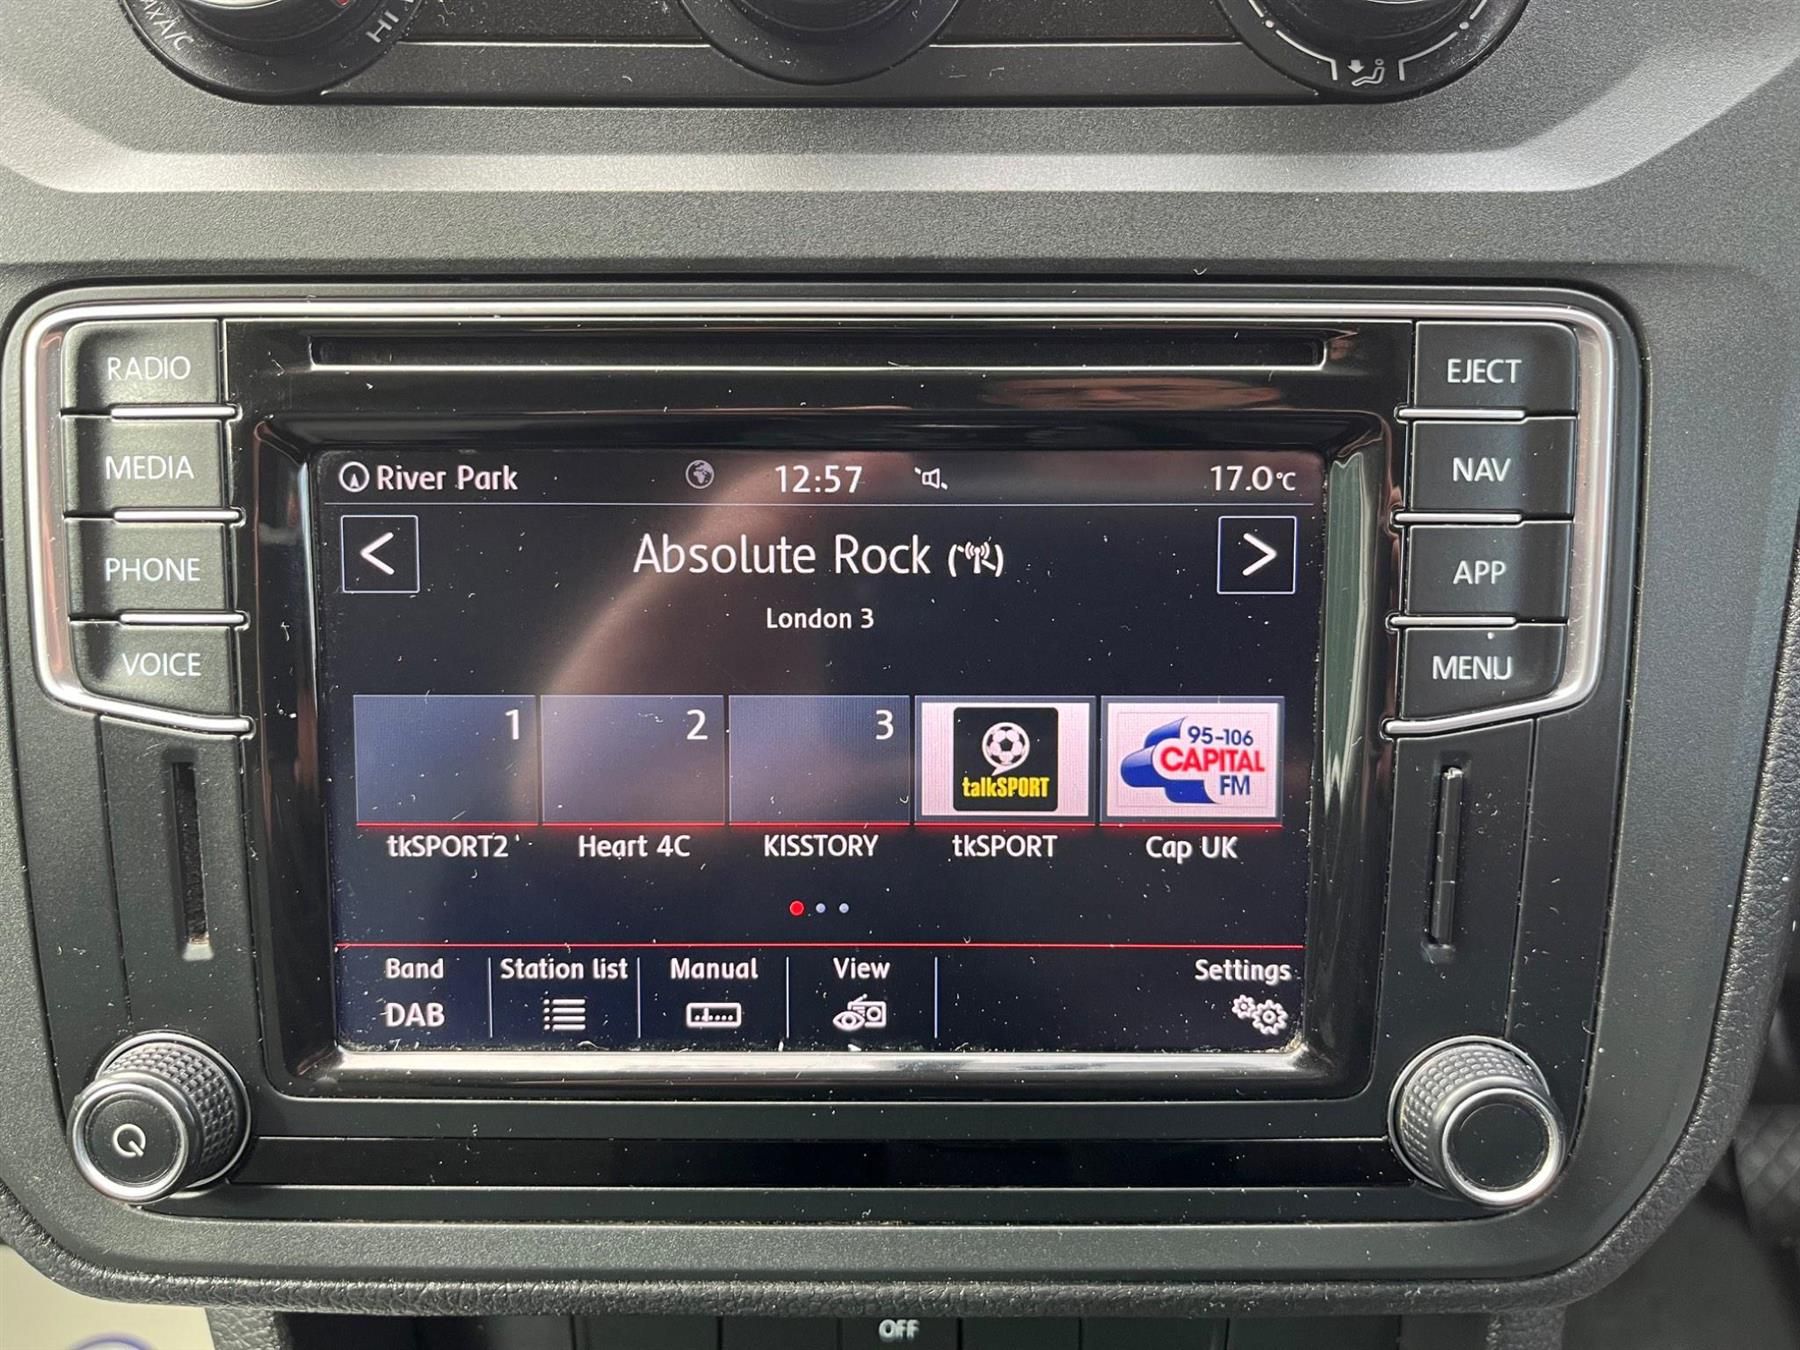 MAX A/C
HI
RADIO
MEDIA
PHONE
VOICE
EJECT
NAV
APP
MENU
River Park 12:57 17.0°C
< Absolute Rock >
London 3
1 2 3 talkSPORT 95-106 CAPITAL FM
tkSPORT2 Heart 4C KISSTORY tkSPORT Cap UK
Band Station list Manual View Settings
DAB
OFF